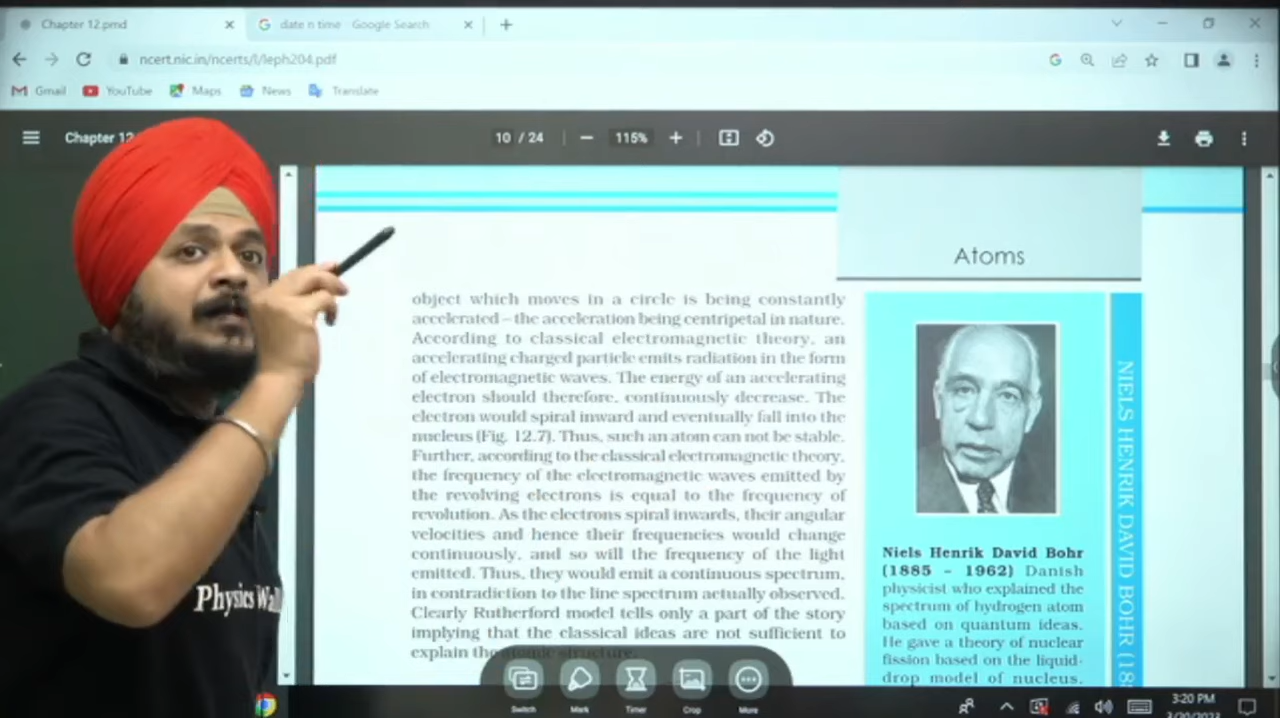 Chapter 12.pmd
date n time - Google Search
ncert.nic.in/ncerts/l/leph204.pdf
Gmail
YouTube
Maps
News
Translate
Chapter 12
10 / 24
115%
Atoms
object which moves in a circle is being constantly
accelerated – the acceleration being centripetal in nature.
According to classical electromagnetic theory, an
accelerating charged particle emits radiation in the form
of electromagnetic waves. The energy of an accelerating
electron should therefore, continuously decrease. The
electron would spiral inward and eventually fall into the
nucleus (Fig. 12.7). Thus, such an atom can not be stable.
Further, according to the classical electromagnetic theory,
the frequency of the electromagnetic waves emitted by
the revolving electrons is equal to the frequency of
revolution. As the electrons spiral inwards, their angular
velocities and hence their frequencies would change
continuously, and so will the frequency of the light
emitted. Thus, they would emit a continuous spectrum,
in contradiction to the line spectrum actually observed.
Clearly Rutherford model tells only a part of the story
implying that the classical ideas are not sufficient to
explain the atomic structure.
Niels Henrik David Bohr
(1885 – 1962) Danish
physicist who explained the
spectrum of hydrogen atom
based on quantum ideas.
He gave a theory of nuclear
fission based on the liquid-
drop model of nucleus.
NIELS HENRIK DAVID BOHR (18
Physics Wal
Switch
Mark
Timer
Crop
More
3:20 PM